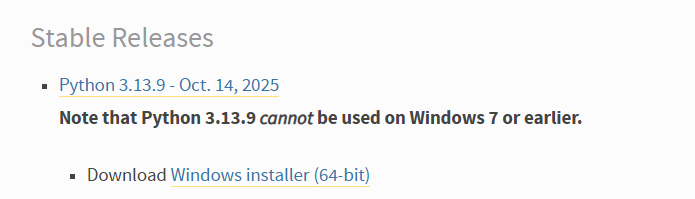 Stable Releases
Python 3.13.9 - Oct. 14, 2025
Note that Python 3.13.9 cannot be used on Windows 7 or earlier.
Download Windows installer (64-bit)